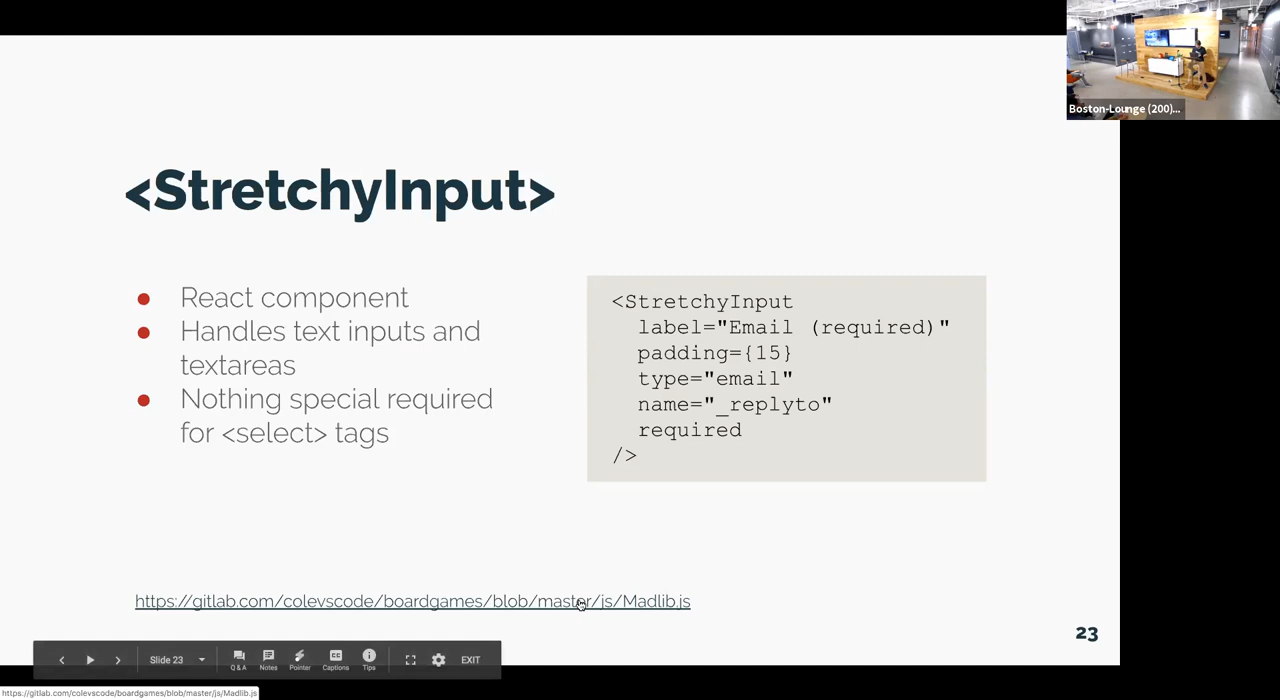 Boston-Lounge (200)...
<StretchyInput>
● React component
● Handles text inputs and
textareas
● Nothing special required
for <select> tags
<StretchyInput
label="Email (required)"
padding={15}
type="email"
name="_replyto"
required
/>
https://gitlab.com/colevscode/boardgames/blob/master/js/Madlib.js
23
Slide 23
Q & A
Notes
Pointer
Captions
Tips
EXIT
https://gitlab.com/colevscode/boardgames/blob/master/js/Madlib.js